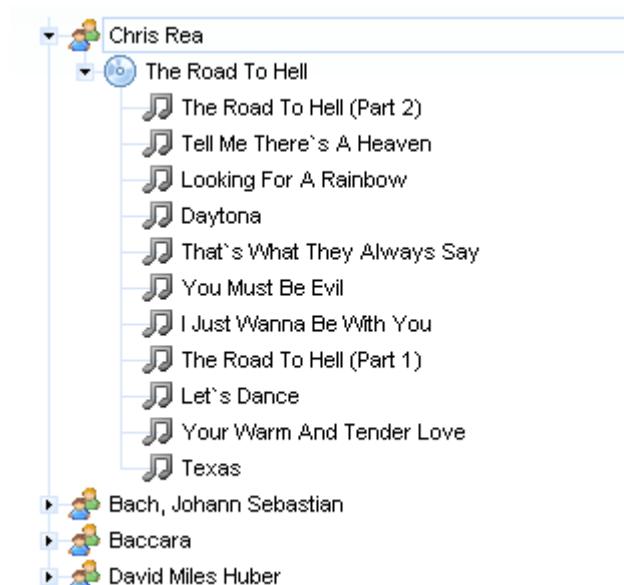 Chris Rea
The Road To Hell
The Road To Hell (Part 2)
Tell Me There`s A Heaven
Looking For A Rainbow
Daytona
That`s What They Always Say
You Must Be Evil
I Just Wanna Be With You
The Road To Hell (Part 1)
Let`s Dance
Your Warm And Tender Love
Texas
Bach, Johann Sebastian
Baccara
David Miles Huber